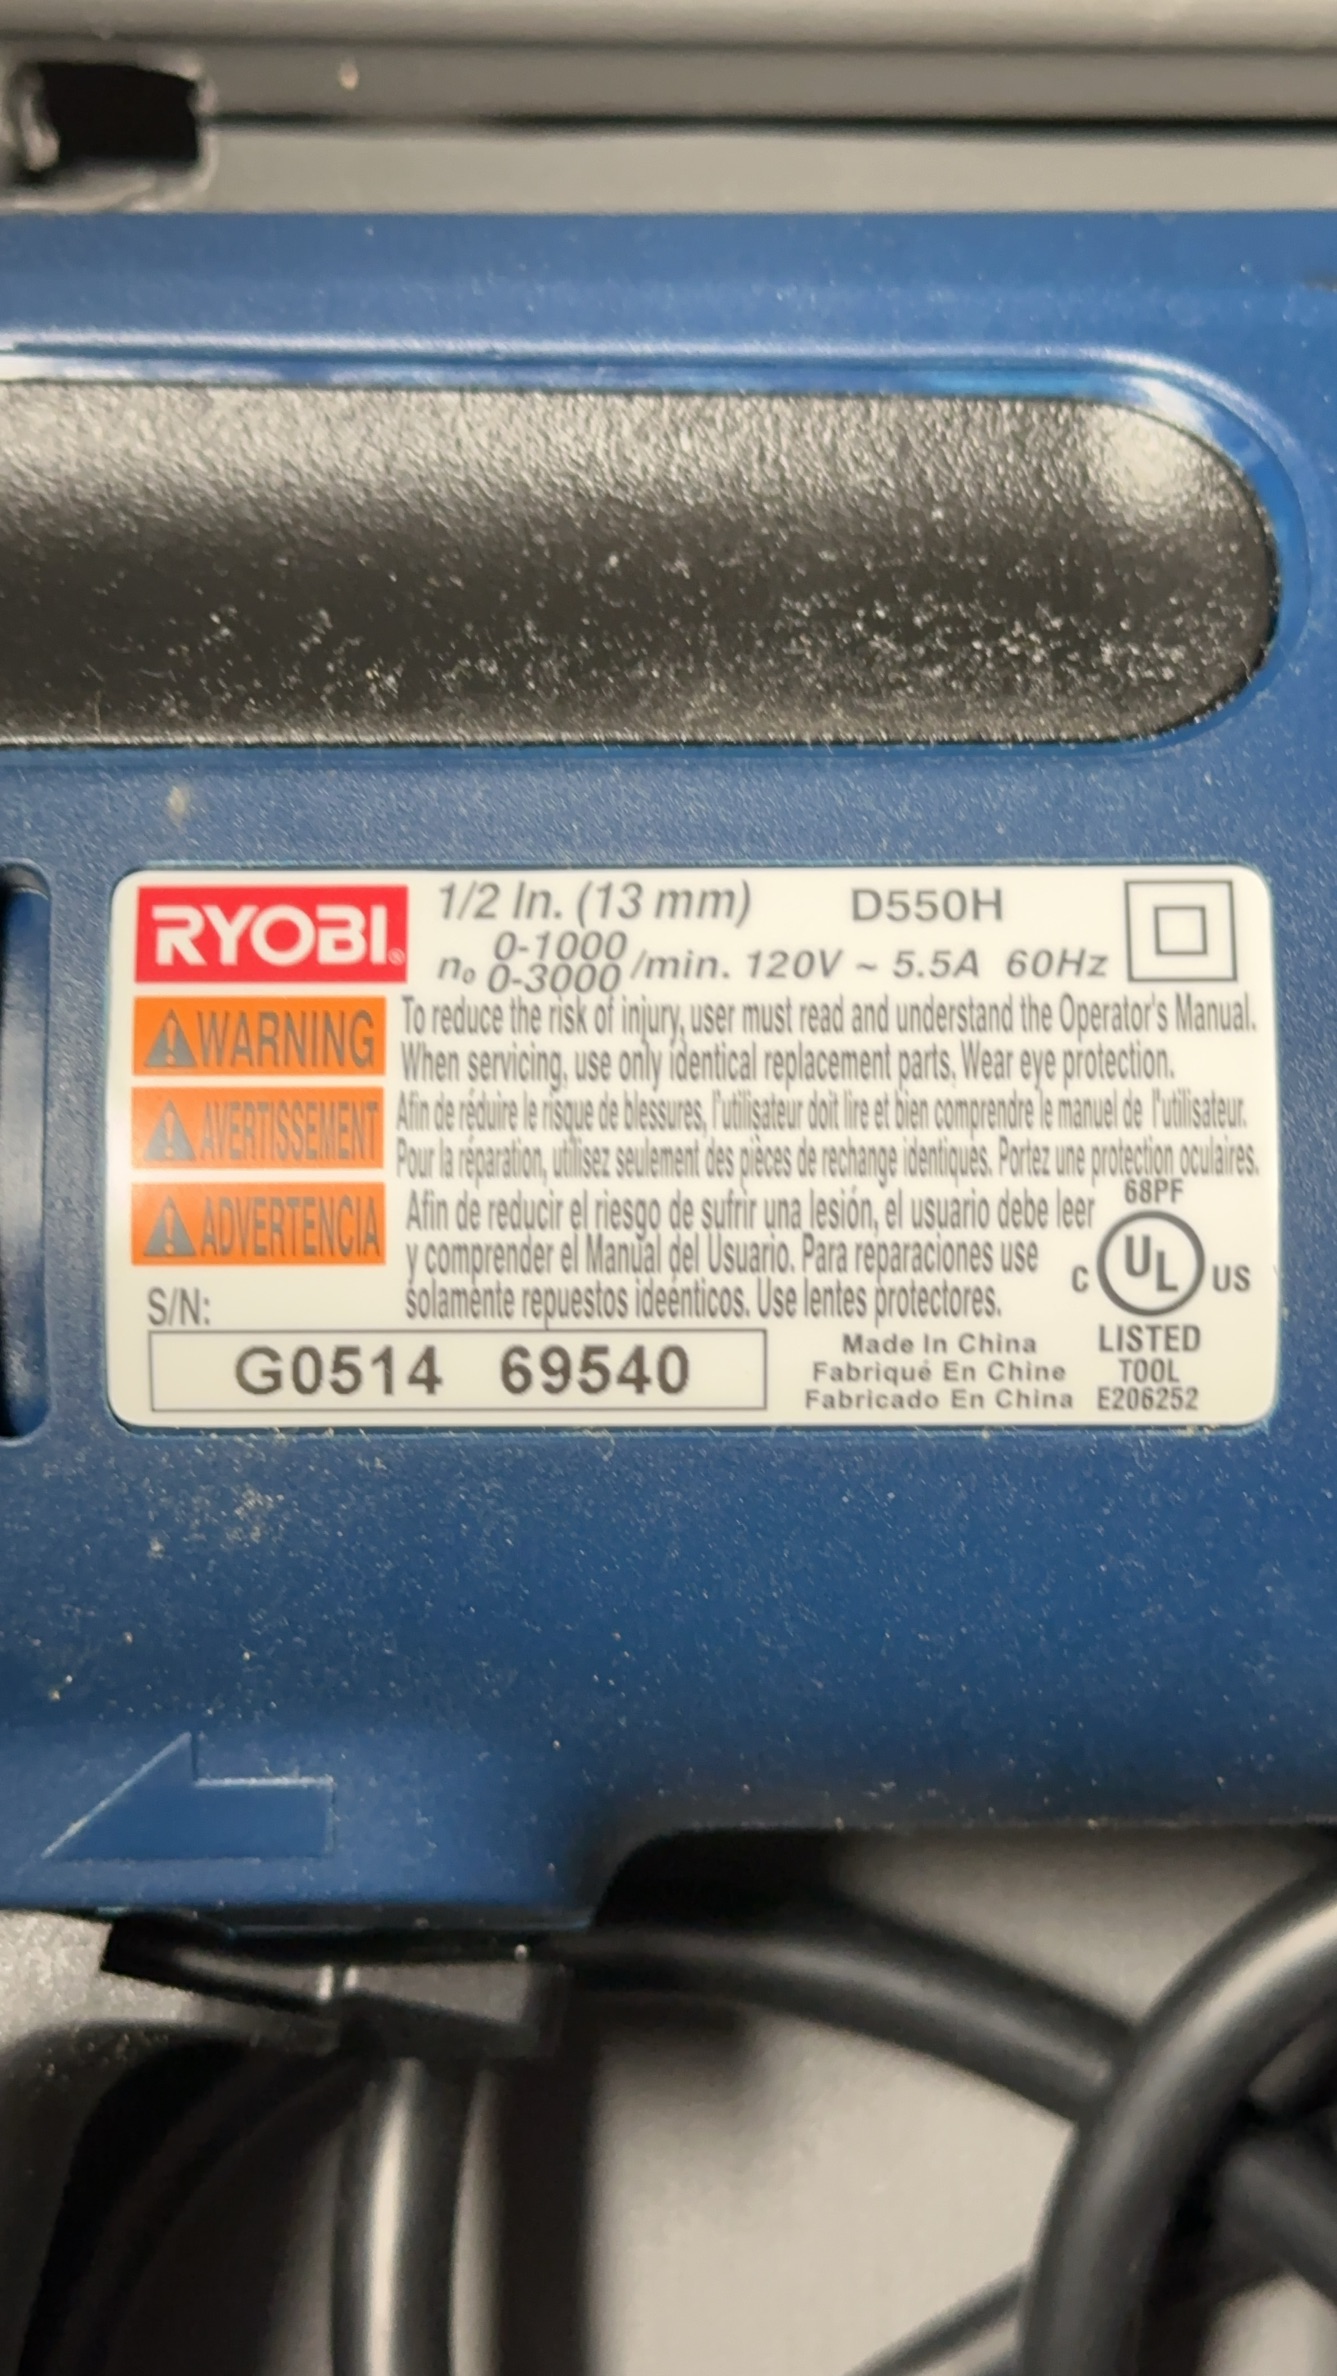 RYOBI®
1/2 In. (13 mm) D550H
n₀ 0-1000
0-3000 /min. 120V ~ 5.5A 60Hz
WARNING
To reduce the risk of injury, user must read and understand the Operator's Manual.
When servicing, use only identical replacement parts, Wear eye protection.
AVERTISSEMENT
Afin de réduire le risque de blessures, l'utilisateur doit lire et bien comprendre le manuel de l'utilisateur.
Pour la réparation, utilisez seulement des pièces de rechange identiques. Portez une protection oculaires.
ADVERTENCIA
Afin de reducir el riesgo de sufrir una lesión, el usuario debe leer
y comprender el Manual del Usuario. Para reparaciones use
solamente repuestos ideénticos. Use lentes protectores.
68PF
C UL US
LISTED
TOOL
E206252
S/N:
G0514 69540
Made In China
Fabriqué En Chine
Fabricado En China